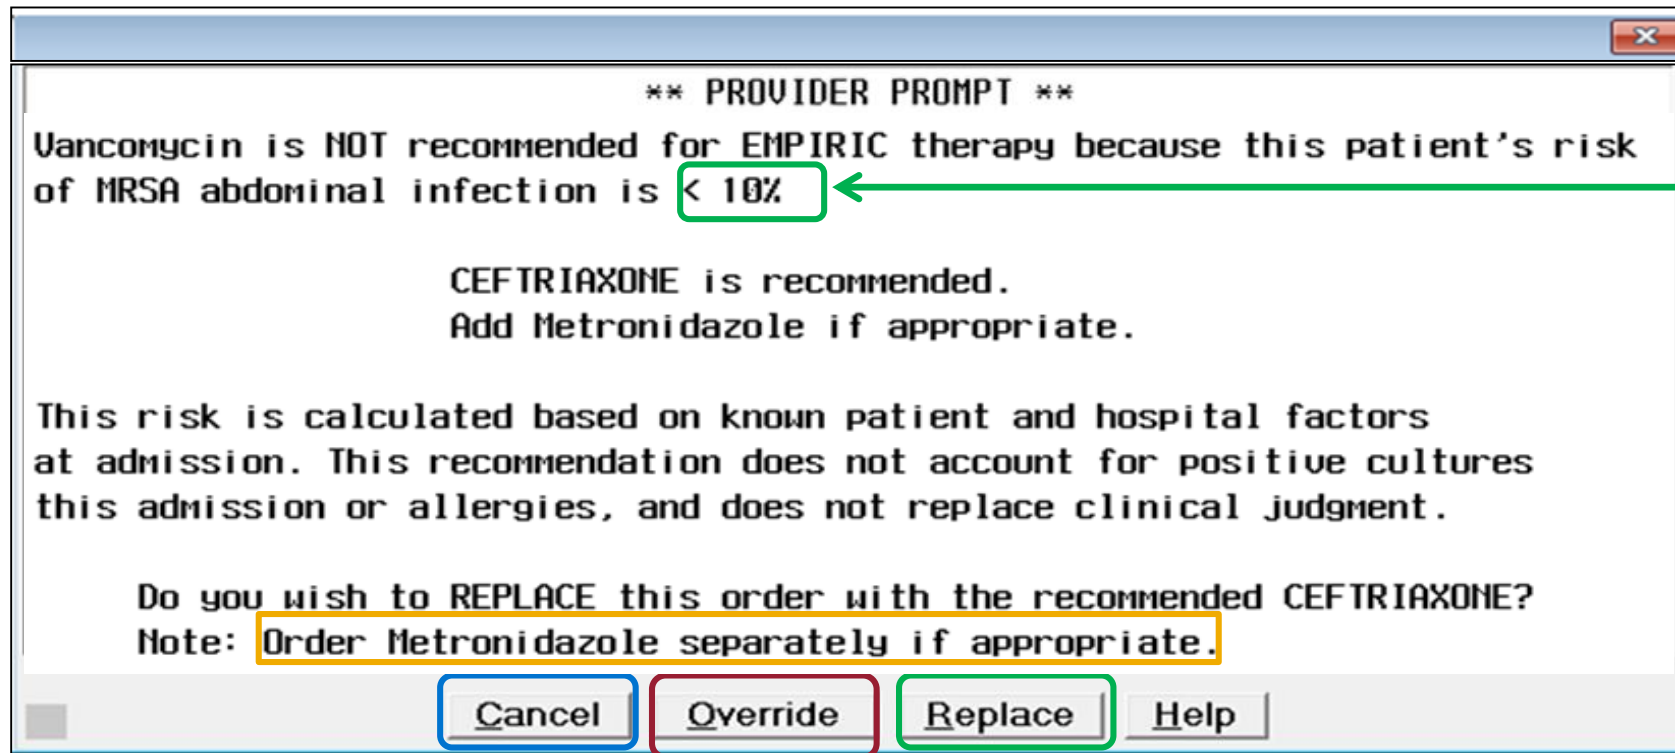 ** PROVIDER PROMPT **
Vancomycin is NOT recommended for EMPIRIC therapy because this patient's risk
of MRSA abdominal infection is < 10%
CEFTRIAXONE is recommended.
Add Metronidazole if appropriate.
This risk is calculated based on known patient and hospital factors
at admission. This recommendation does not account for positive cultures
this admission or allergies, and does not replace clinical judgment.
Do you wish to REPLACE this order with the recommended CEFTRIAXONE?
Note: Order Metronidazole separately if appropriate.
Cancel Override Replace Help